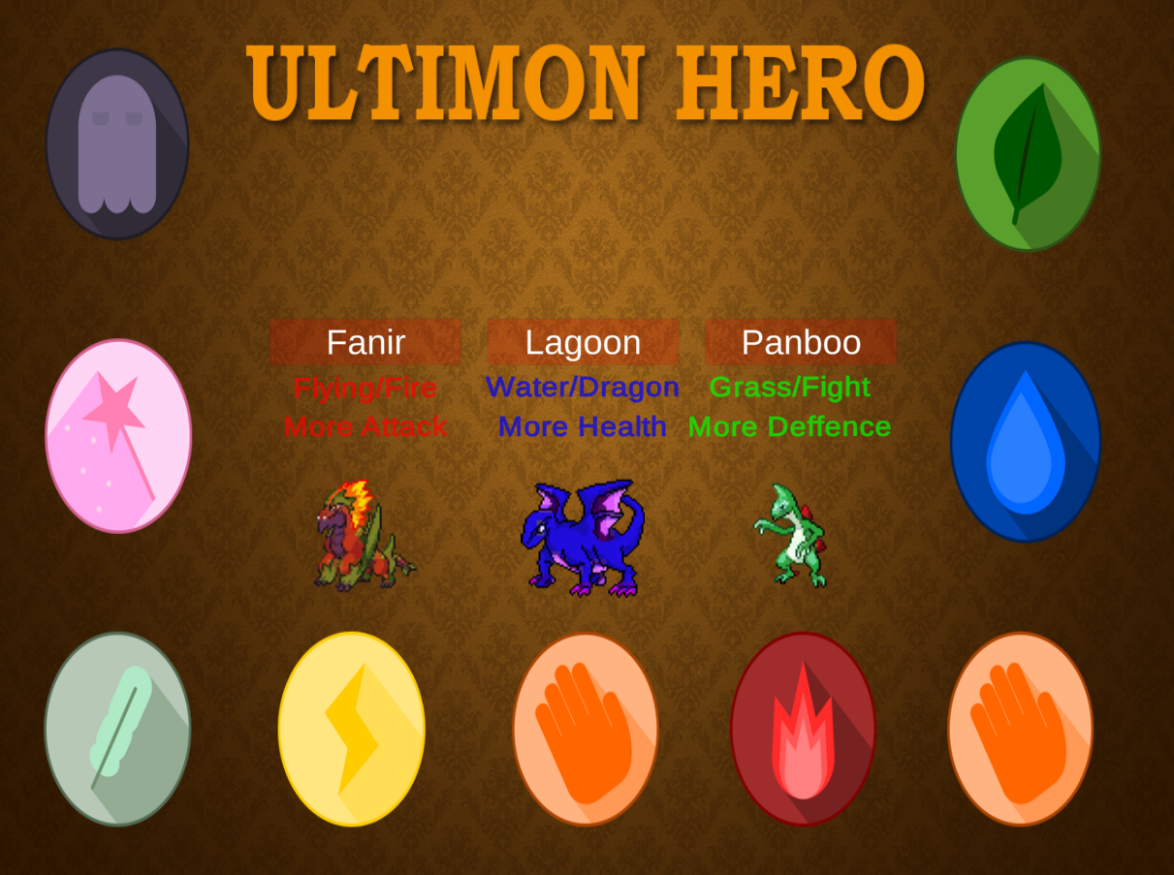 ULTIMON HERO
Fanir Lagoon Panboo
Flying/Fire Water/Dragon Grass/Fight
More Attack More Health More Deffence